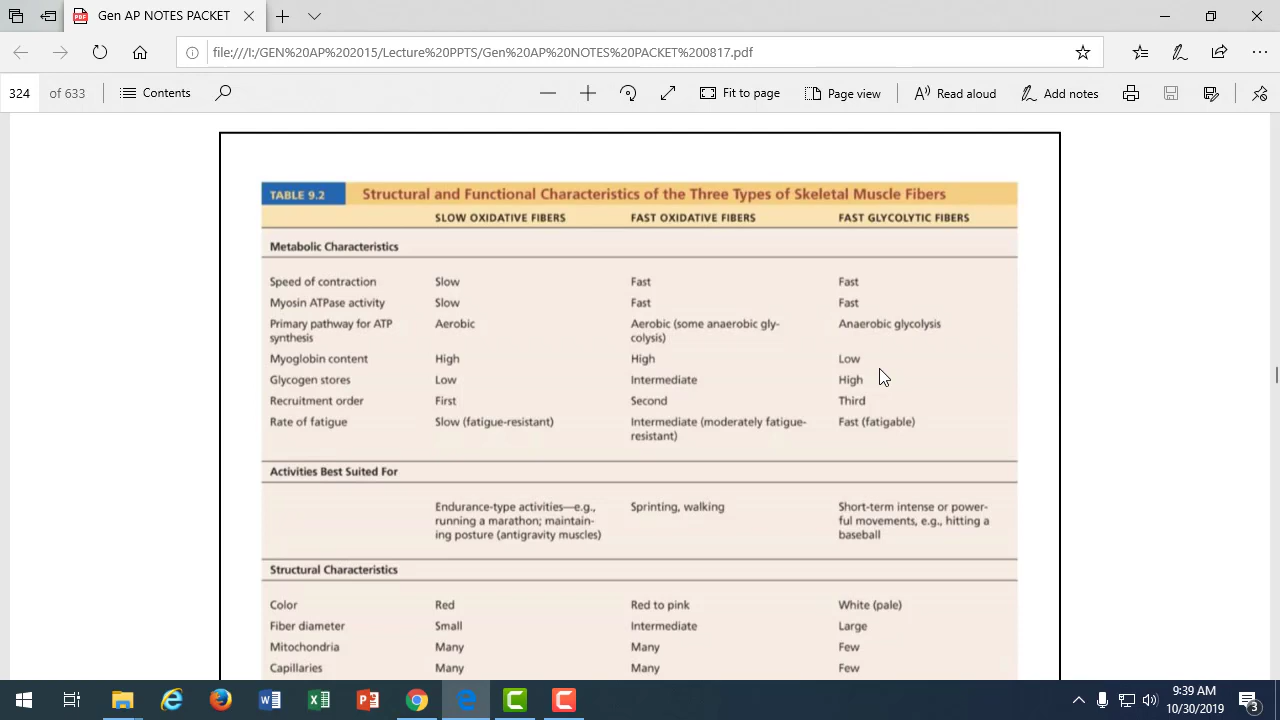 Gen AP NOTES PACKET
file:///I:/GEN%20AP%202015/Lecture%20PPTS/Gen%20AP%20NOTES%20PACKET%200817.pdf
324 of 633 Contents Fit to page Page view Read aloud Add notes
TABLE 9.2 Structural and Functional Characteristics of the Three Types of Skeletal Muscle Fibers
SLOW OXIDATIVE FIBERS FAST OXIDATIVE FIBERS FAST GLYCOLYTIC FIBERS
Metabolic Characteristics
Speed of contraction Slow Fast Fast
Myosin ATPase activity Slow Fast Fast
Primary pathway for ATP Aerobic Aerobic (some anaerobic gly- Anaerobic glycolysis
synthesis colysis)
Myoglobin content High High Low
Glycogen stores Low Intermediate High
Recruitment order First Second Third
Rate of fatigue Slow (fatigue-resistant) Intermediate (moderately fatigue- Fast (fatigable)
resistant)
Activities Best Suited For
Endurance-type activities—e.g., Sprinting, walking Short-term intense or power-
running a marathon; maintain- ful movements, e.g., hitting a
ing posture (antigravity muscles) baseball
Structural Characteristics
Color Red Red to pink White (pale)
Fiber diameter Small Intermediate Large
Mitochondria Many Many Few
Capillaries Many Many Few
9:39 AM
10/30/2019